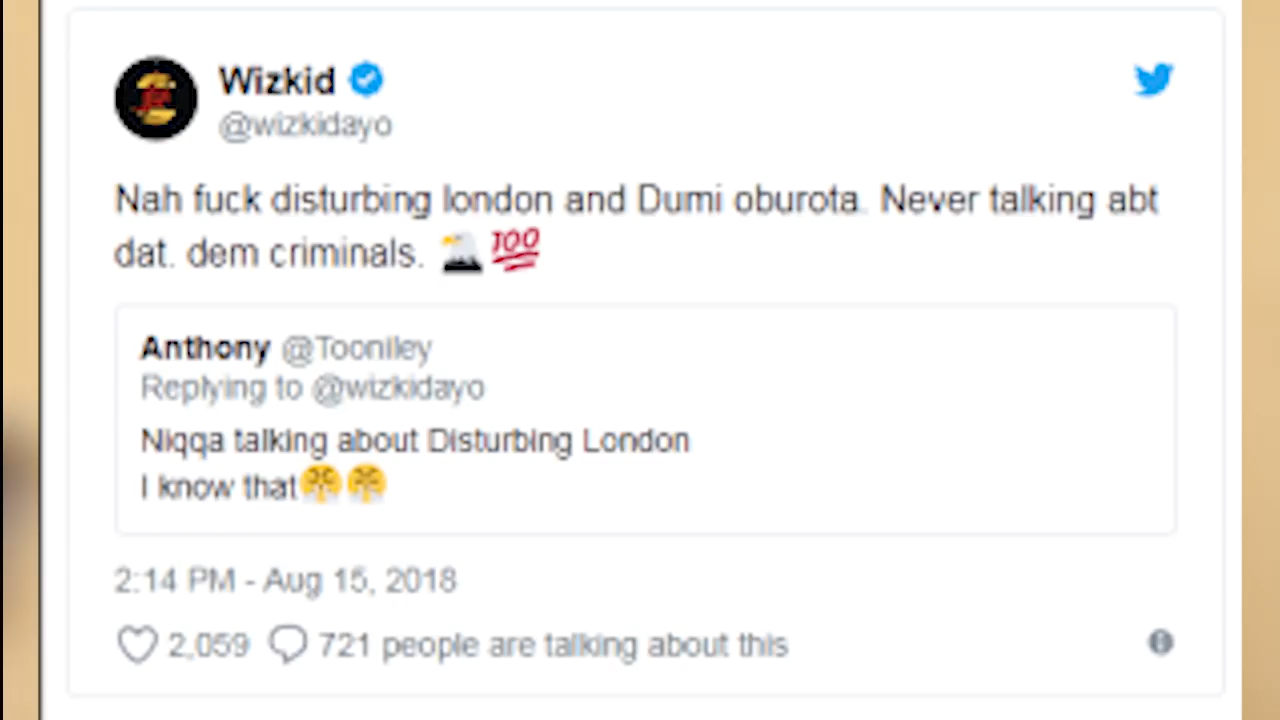 Wizkid
@wizkidayo
Nah fuck disturbing london and Dumi oburota. Never talking abt
dat. dem criminals. 🦅💯
Anthony @Tooniley
Replying to @wizkidayo
Niqqa talking about Disturbing London
I know that😤😤
2:14 PM - Aug 15, 2018
2,059 721 people are talking about this